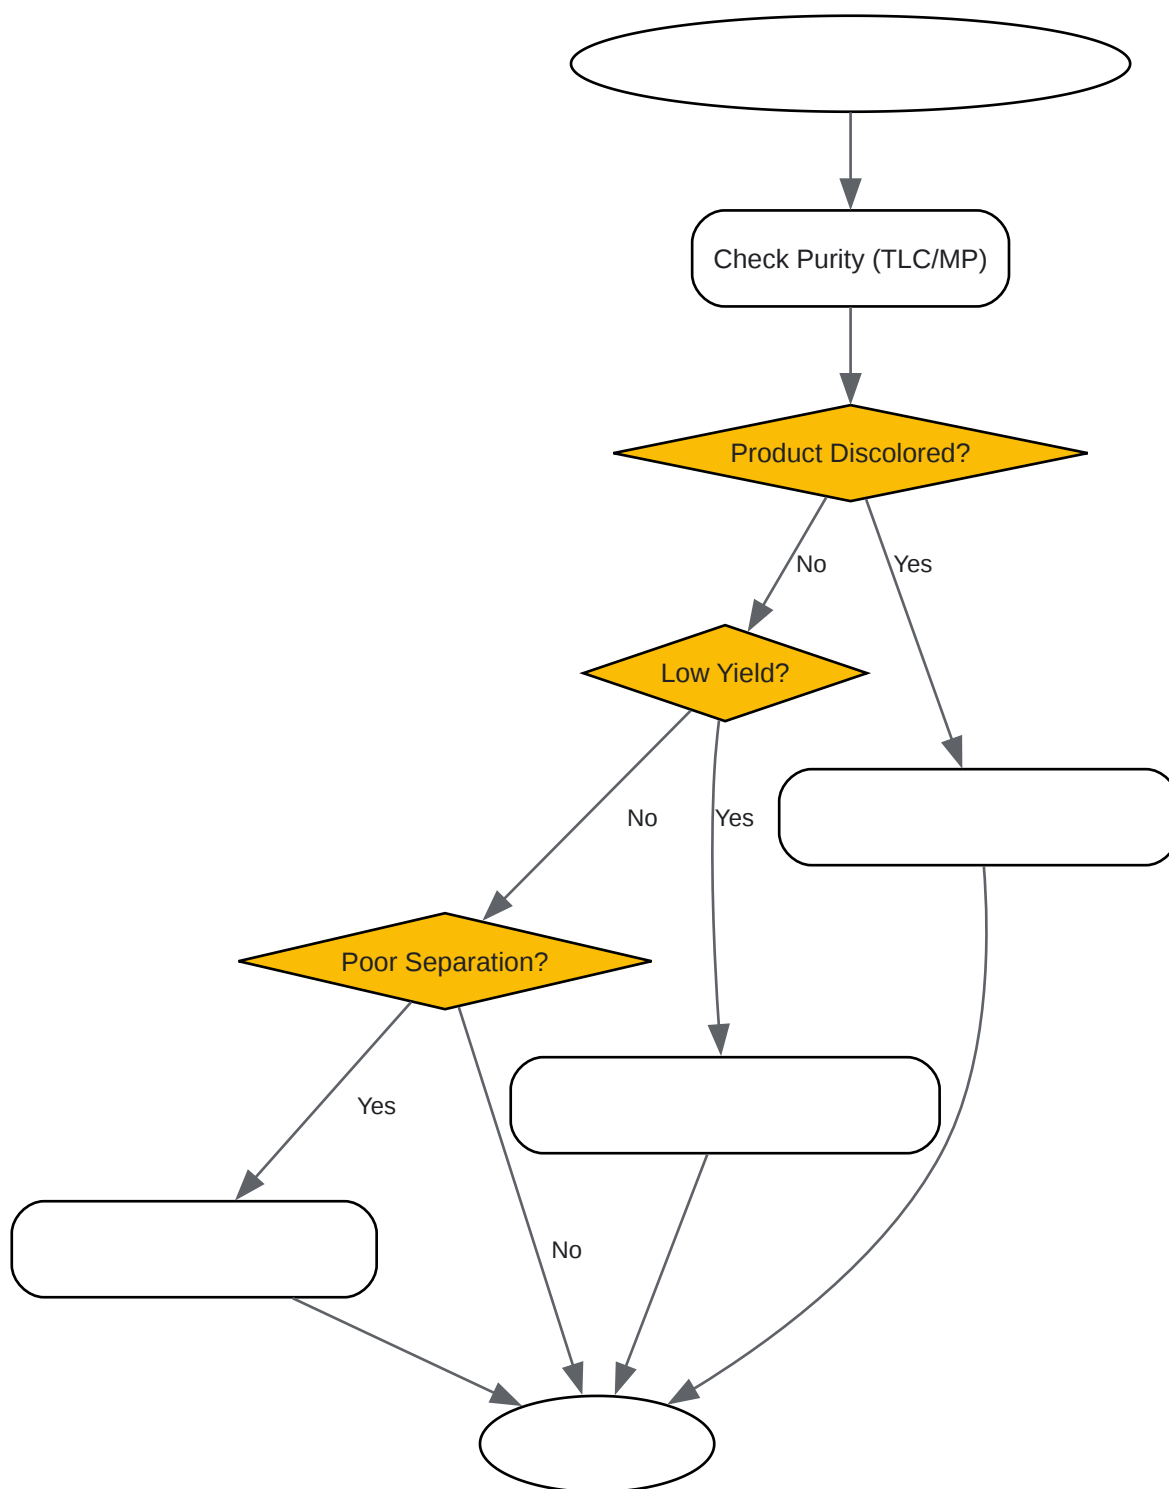 Check Purity (TLC/MP)
Product Discolored?
No
Yes
Low Yield?
No
Yes
Poor Separation?
Yes
No